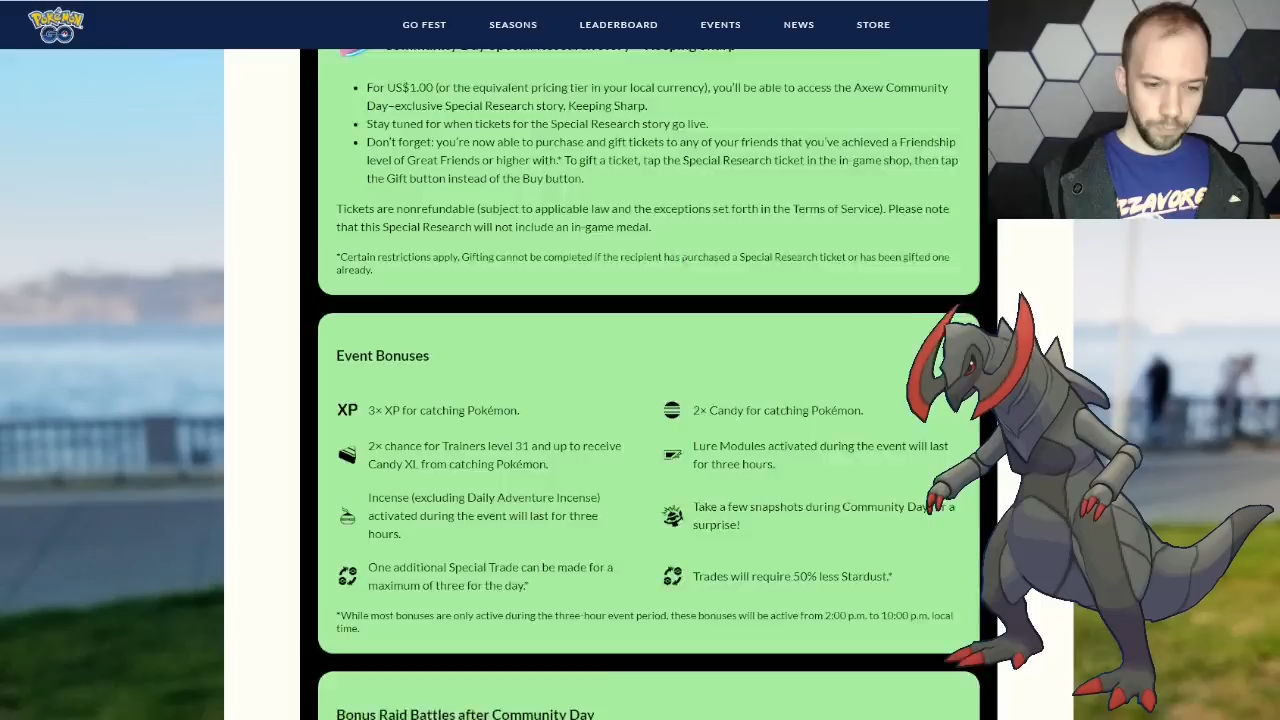 Pokémon GO
GO FEST SEASONS LEADERBOARD EVENTS NEWS STORE
Community Day Special Research Story – Keeping Sharp
For US$1.00 (or the equivalent pricing tier in your local currency), you'll be able to access the Axew Community
Day–exclusive Special Research story, Keeping Sharp.
Stay tuned for when tickets for the Special Research story go live.
Don't forget: you're now able to purchase and gift tickets to any of your friends that you've achieved a Friendship
level of Great Friends or higher with.* To gift a ticket, tap the Special Research ticket in the in-game shop, then tap
the Gift button instead of the Buy button.
Tickets are nonrefundable (subject to applicable law and the exceptions set forth in the Terms of Service). Please note
that this Special Research will not include an in-game medal.
*Certain restrictions apply. Gifting cannot be completed if the recipient has purchased a Special Research ticket or has been gifted one
already.
Event Bonuses
XP 3× XP for catching Pokémon.
2× Candy for catching Pokémon.
2× chance for Trainers level 31 and up to receive
Candy XL from catching Pokémon.
Lure Modules activated during the event will last
for three hours.
Incense (excluding Daily Adventure Incense)
activated during the event will last for three
hours.
Take a few snapshots during Community Day for a
surprise!
One additional Special Trade can be made for a
maximum of three for the day.*
Trades will require 50% less Stardust.*
*While most bonuses are only active during the three-hour event period, these bonuses will be active from 2:00 p.m. to 10:00 p.m. local
time.
Bonus Raid Battles after Community Day